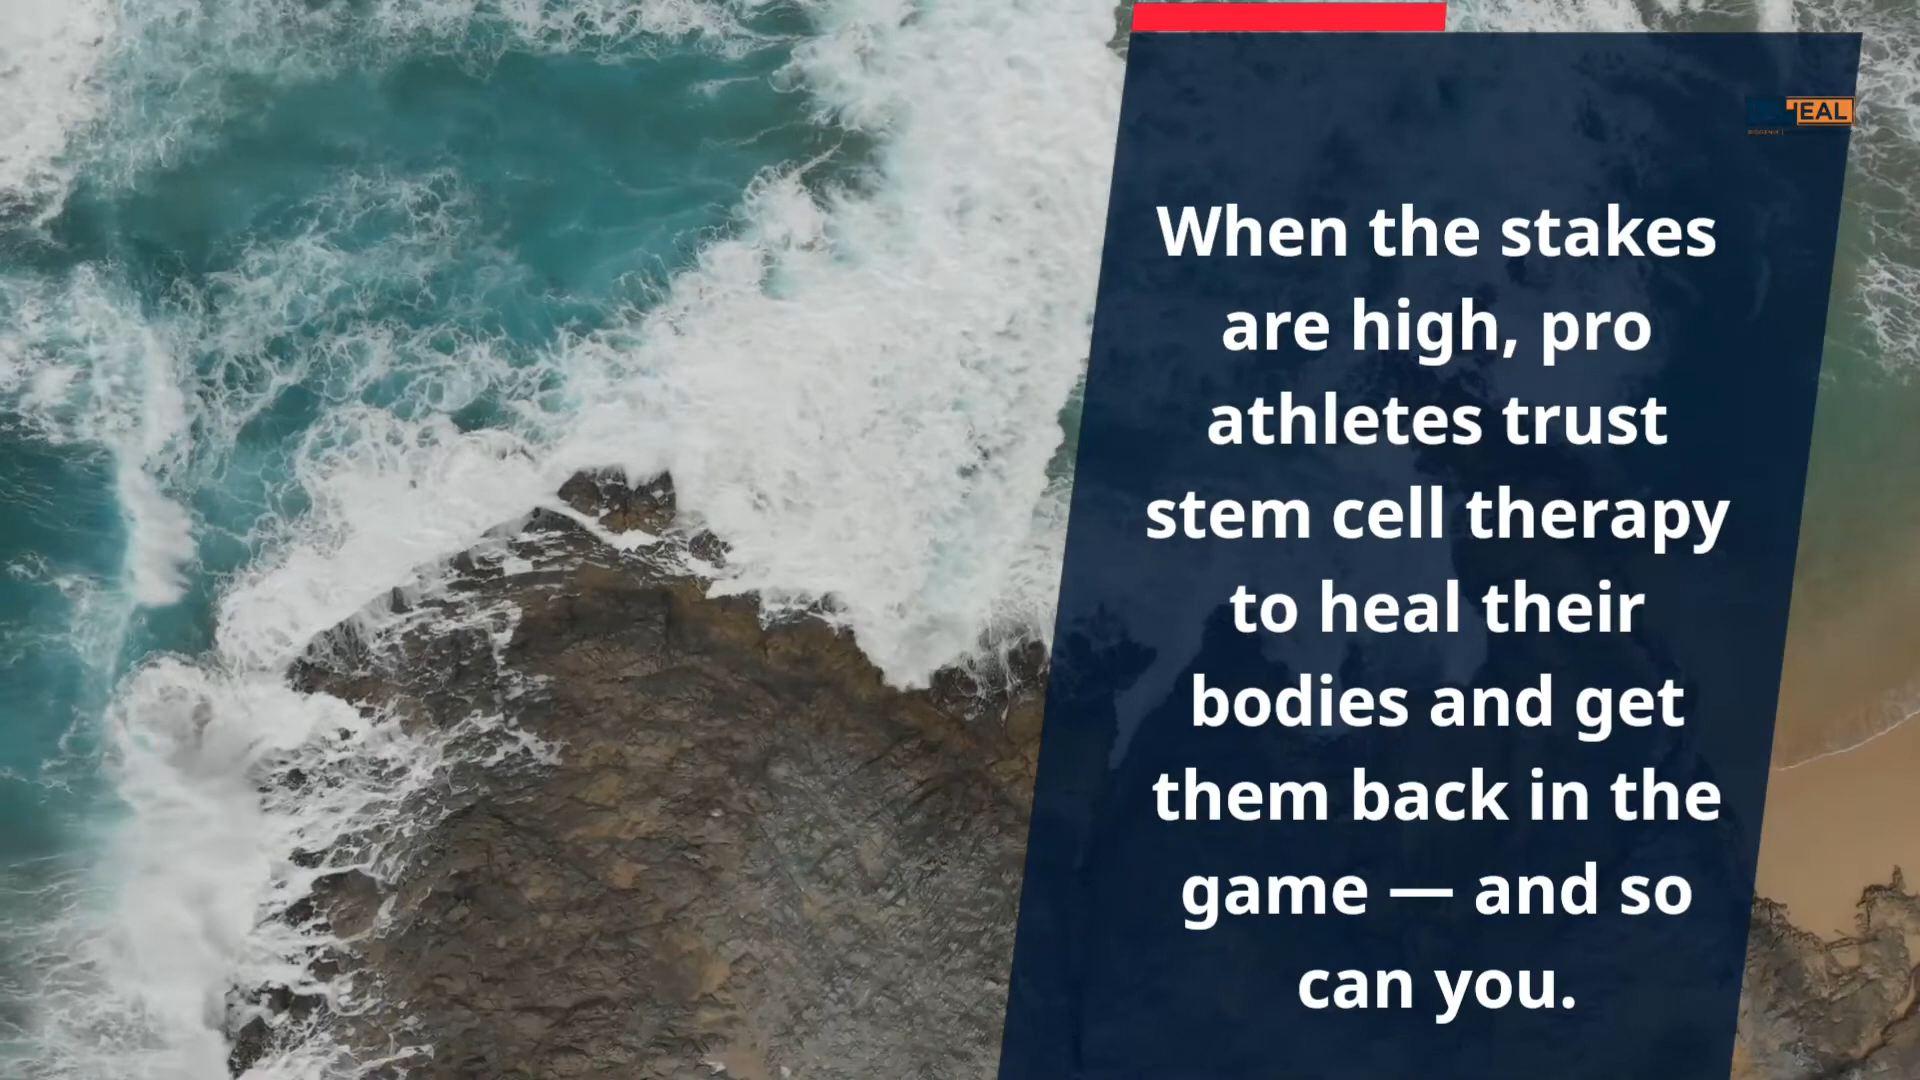 EAL
When the stakes
are high, pro
athletes trust
stem cell therapy
to heal their
bodies and get
them back in the
game — and so
can you.